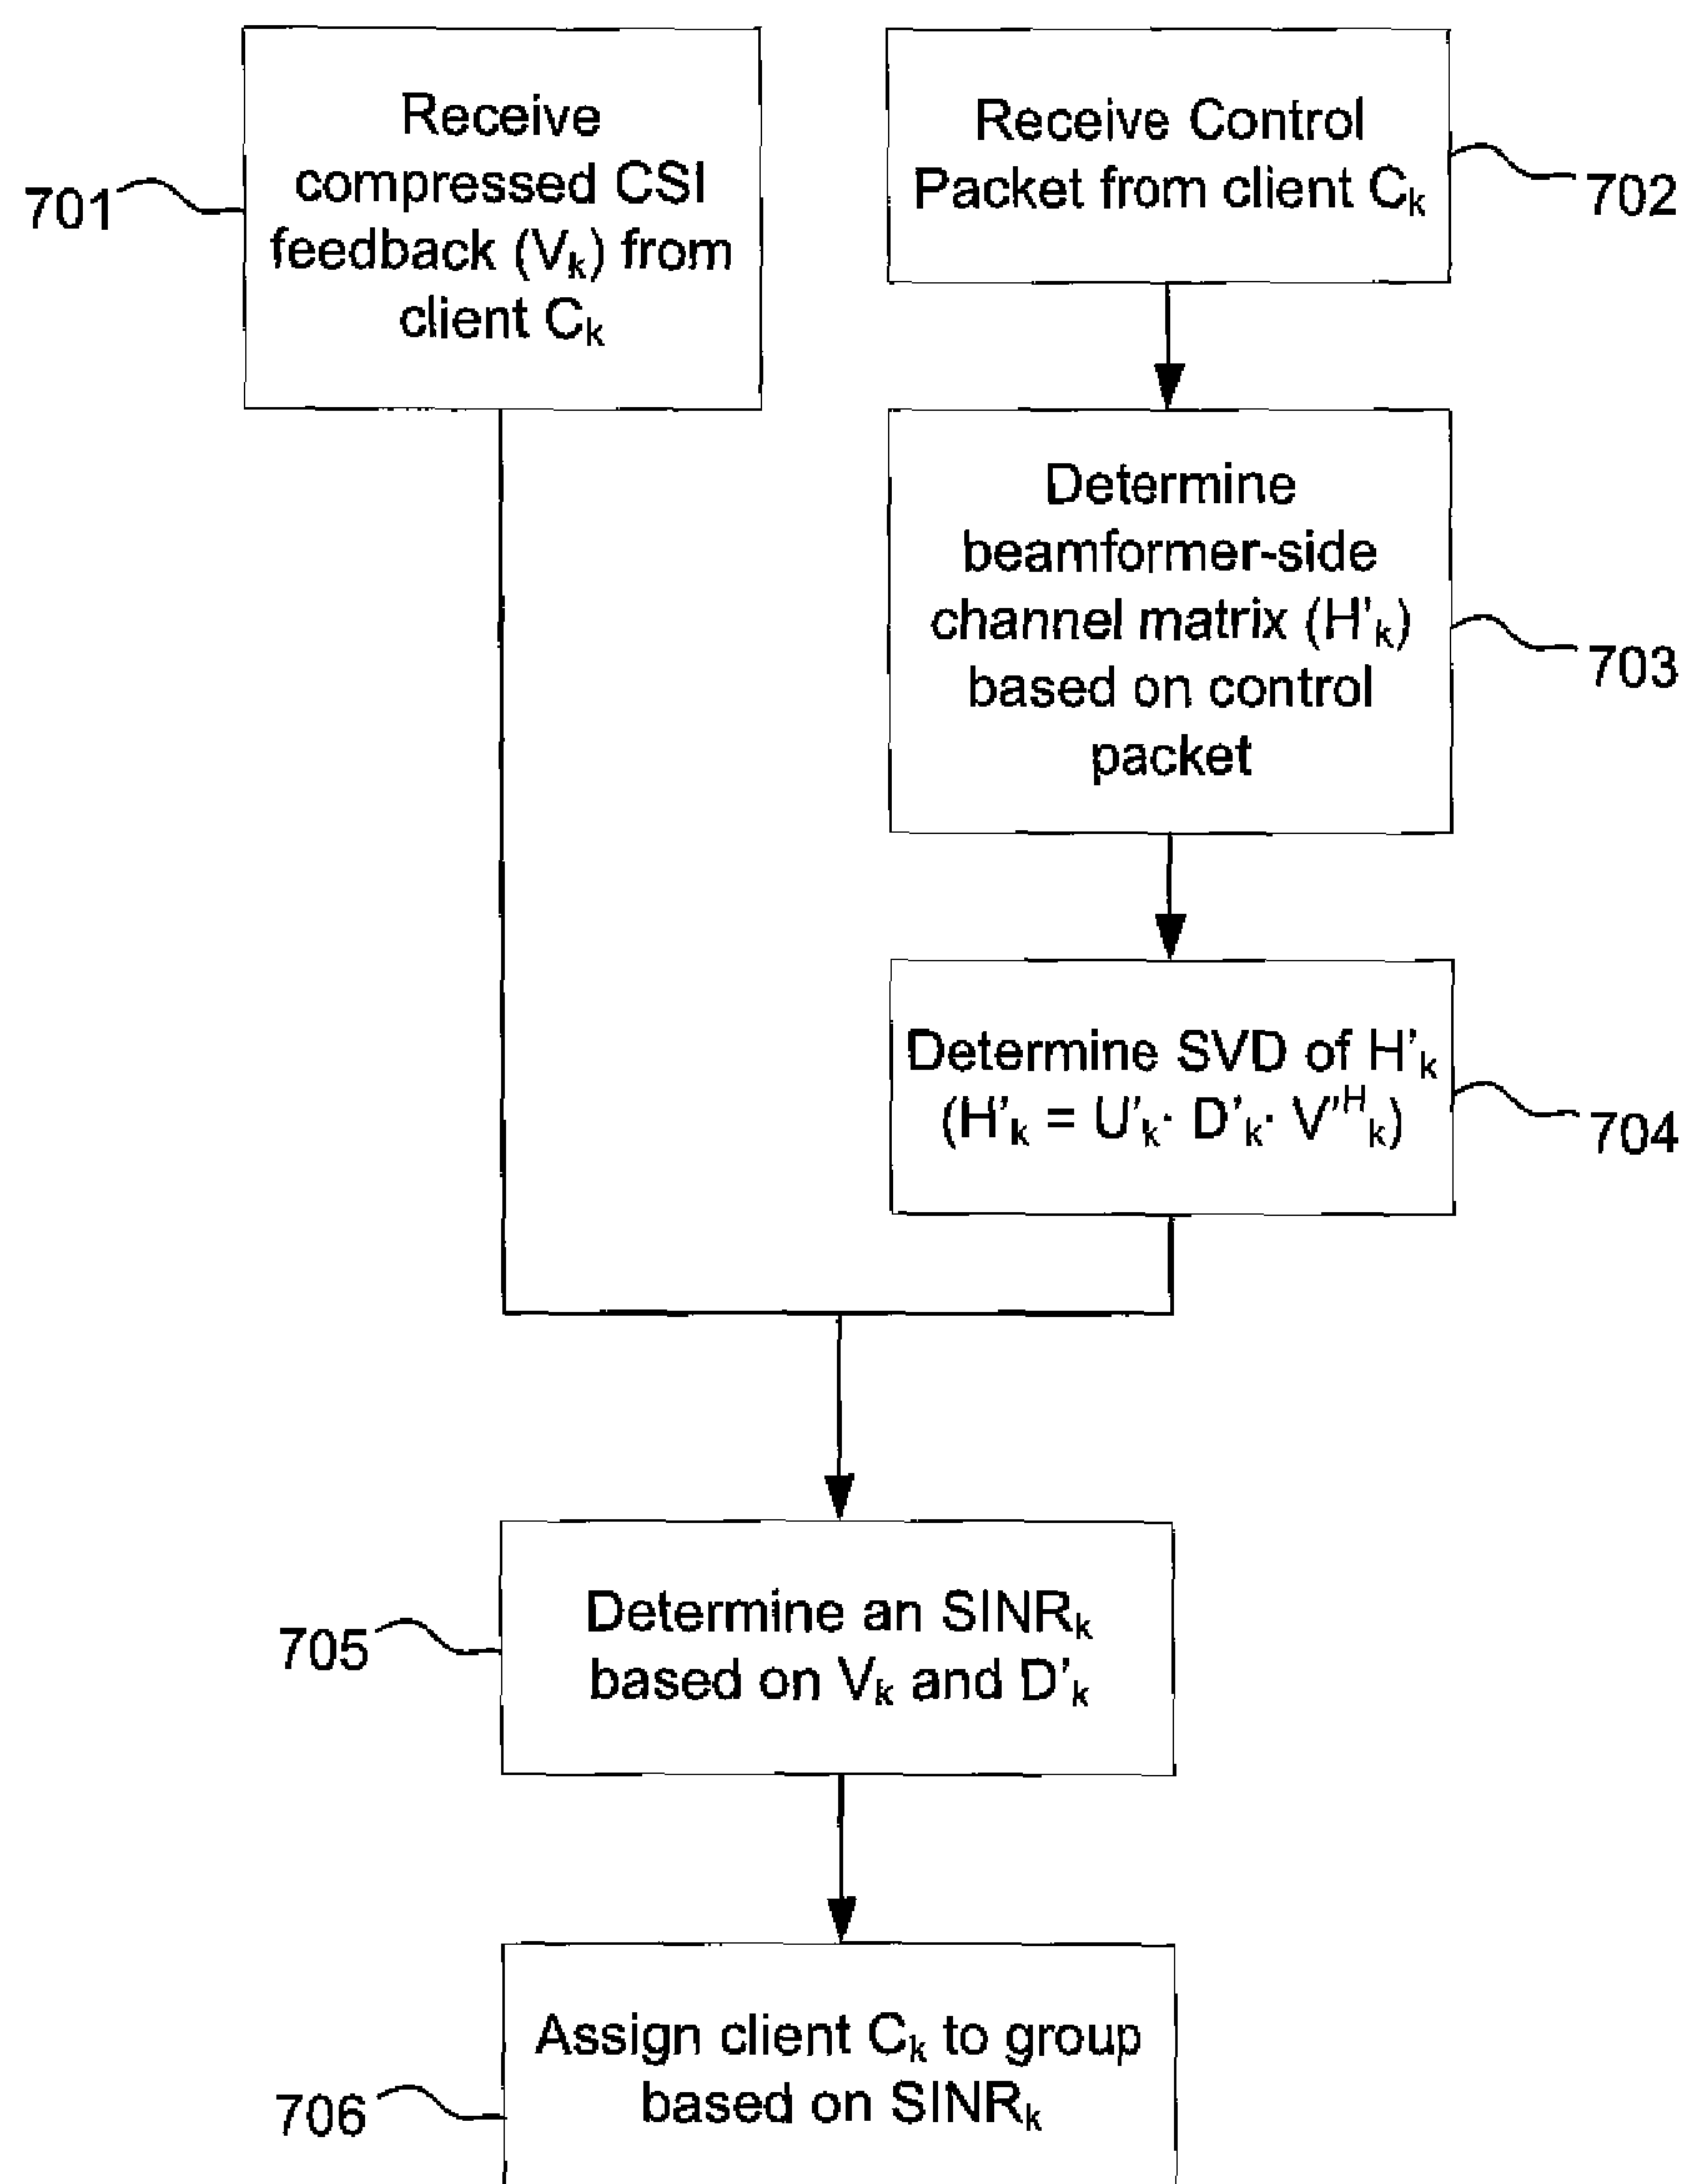 Receive
compressed CSI
feedback (Vk) from
client Ck
701
Receive Control
Packet from client Ck
702
Determine
beamformer-side
channel matrix (H'k)
based on control
packet
703
Determine SVD of H'k
(H'k = U'k· D'k· V'Hk)
704
Determine an SINRk
based on Vk and D'k
705
Assign client Ck to group
based on SINRk
706